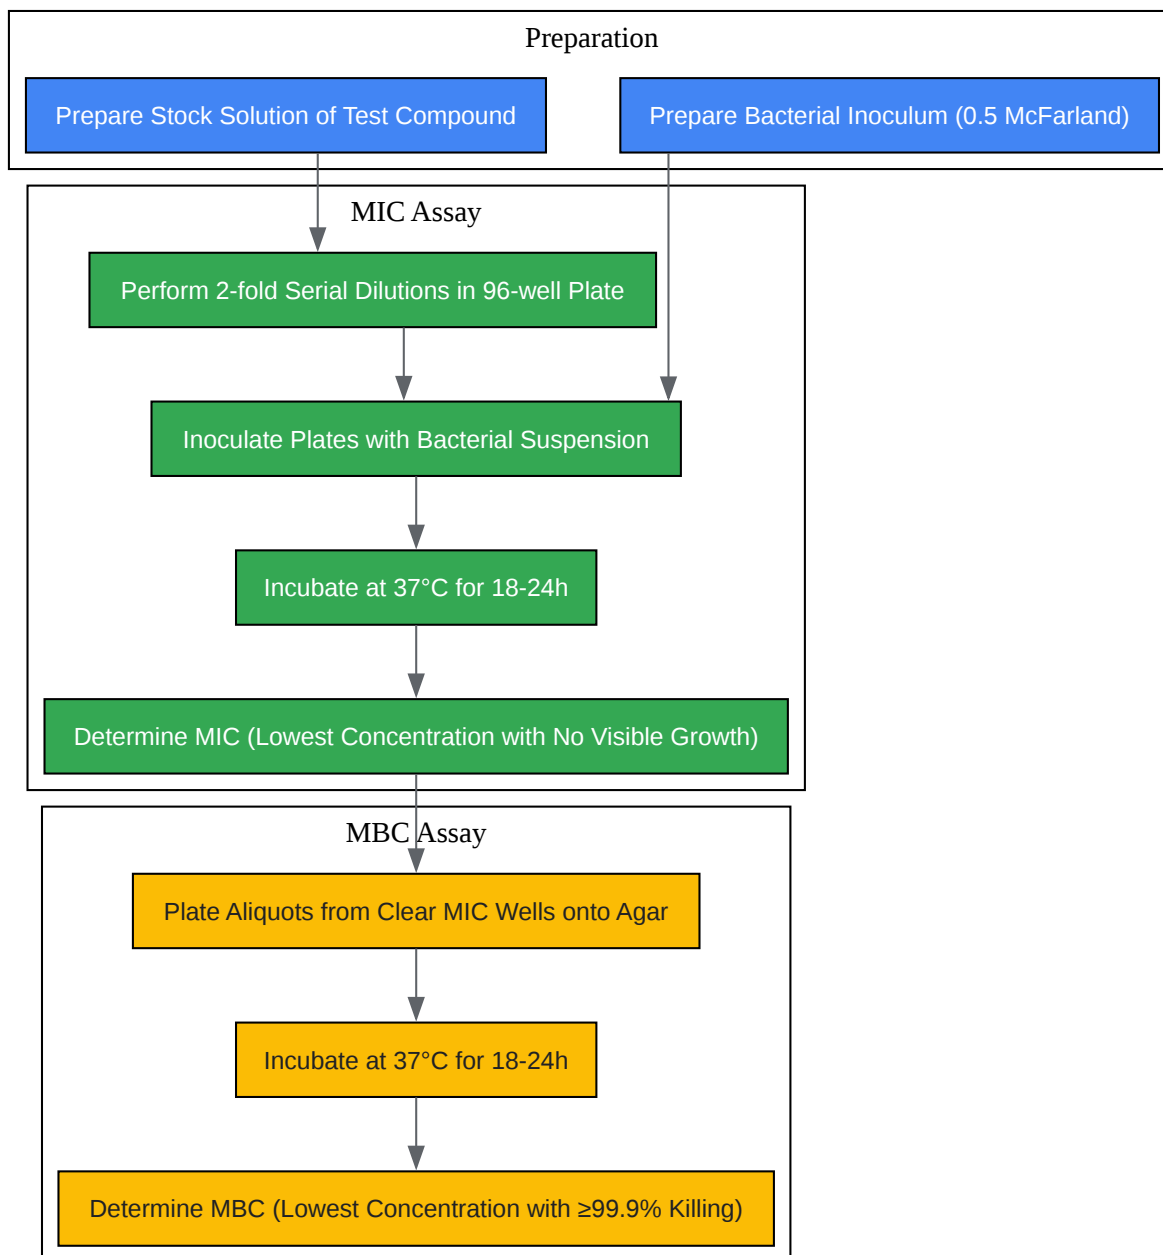 Preparation
Prepare Stock Solution of Test Compound
Prepare Bacterial Inoculum (0.5 McFarland)
MIC Assay
Perform 2-fold Serial Dilutions in 96-well Plate
Inoculate Plates with Bacterial Suspension
Incubate at 37°C for 18-24h
Determine MIC (Lowest Concentration with No Visible Growth)
MBC Assay
Plate Aliquots from Clear MIC Wells onto Agar
Incubate at 37°C for 18-24h
Determine MBC (Lowest Concentration with ≥99.9% Killing)